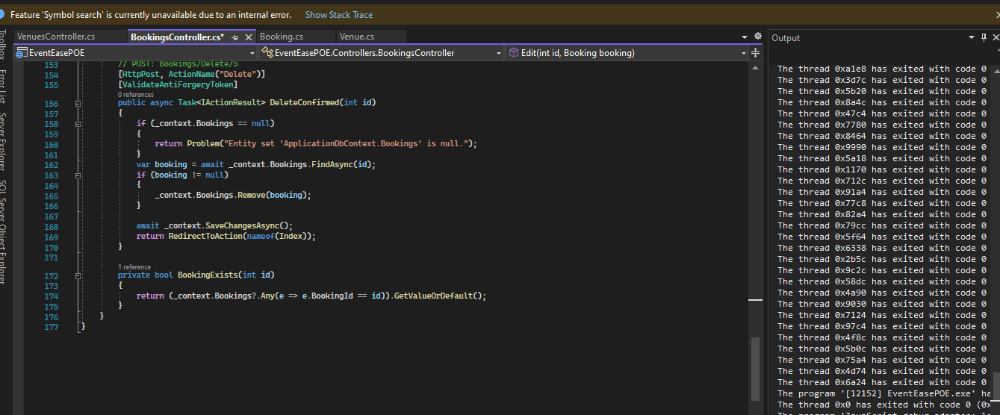 Feature 'Symbol search' is currently unavailable due to an internal error. Show Stack Trace
VenuesController.cs BookingsController.cs* Booking.cs Venue.cs
EventEasePOE EventEasePOE.Controllers.BookingsController Edit(int id, Booking booking)
Toolbox
Error List
Server Explorer
SQL Server Object Explorer
153 // POST: Bookings/Delete/5
154 [HttpPost, ActionName("Delete")]
155 [ValidateAntiForgeryToken]
0 references
156 public async Task<IActionResult> DeleteConfirmed(int id)
157 {
158 if (_context.Bookings == null)
159 {
160 return Problem("Entity set 'ApplicationDbContext.Bookings' is null.");
161 }
162 var booking = await _context.Bookings.FindAsync(id);
163 if (booking != null)
164 {
165 _context.Bookings.Remove(booking);
166 }
167
168 await _context.SaveChangesAsync();
169 return RedirectToAction(nameof(Index));
170 }
171
1 reference
172 private bool BookingExists(int id)
173 {
174 return (_context.Bookings?.Any(e => e.BookingId == id)).GetValueOrDefault();
175 }
176 }
177 }
Output
The thread 0xa1e8 has exited with code 0
The thread 0x3d7c has exited with code 0
The thread 0x5b20 has exited with code 0
The thread 0x8a4c has exited with code 0
The thread 0x47c4 has exited with code 0
The thread 0x7780 has exited with code 0
The thread 0x8464 has exited with code 0
The thread 0x9990 has exited with code 0
The thread 0x5a18 has exited with code 0
The thread 0x1170 has exited with code 0
The thread 0x712c has exited with code 0
The thread 0x91a4 has exited with code 0
The thread 0x77c8 has exited with code 0
The thread 0x82a4 has exited with code 0
The thread 0x79cc has exited with code 0
The thread 0x5f64 has exited with code 0
The thread 0x6338 has exited with code 0
The thread 0x2b5c has exited with code 0
The thread 0x9c2c has exited with code 0
The thread 0x58dc has exited with code 0
The thread 0x4a90 has exited with code 0
The thread 0x9030 has exited with code 0
The thread 0x7124 has exited with code 0
The thread 0x97c4 has exited with code 0
The thread 0x4f8c has exited with code 0
The thread 0x5b0c has exited with code 0
The thread 0x75a4 has exited with code 0
The thread 0x4d74 has exited with code 0
The thread 0x6a24 has exited with code 0
The program '[12152] EventEasePOE.exe' ha
The thread 0x0 has exited with code 0 (0x